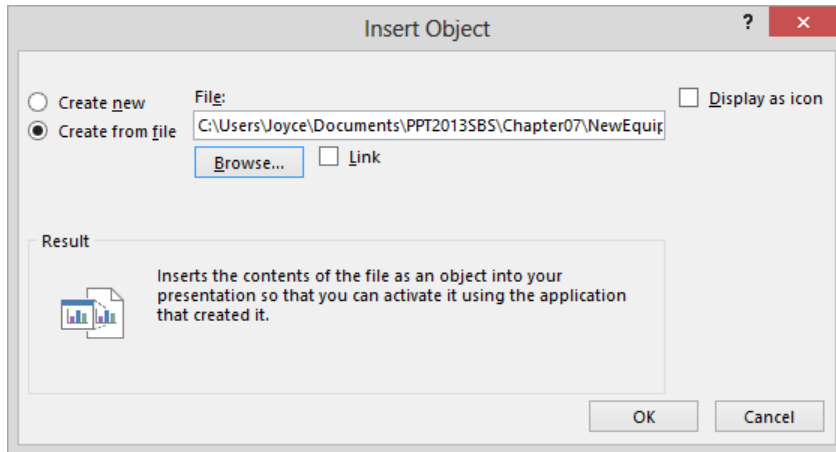 Insert Object
?
×
Create new
Create from file
File:
C:\Users\Joyce\Documents\PPT2013SBS\Chapter07\NewEquip
Browse...
Link
Display as icon
Result
Inserts the contents of the file as an object into your
presentation so that you can activate it using the application
that created it.
OK
Cancel